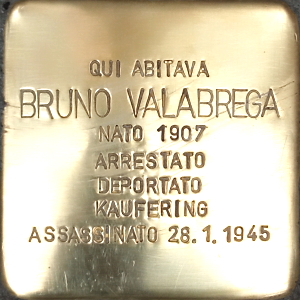 QUI ABITAVA
BRUNO VALABREGA
NATO 1907
ARRESTATO
DEPORTATO
KAUFERING
ASSASSINATO 28.1.1945